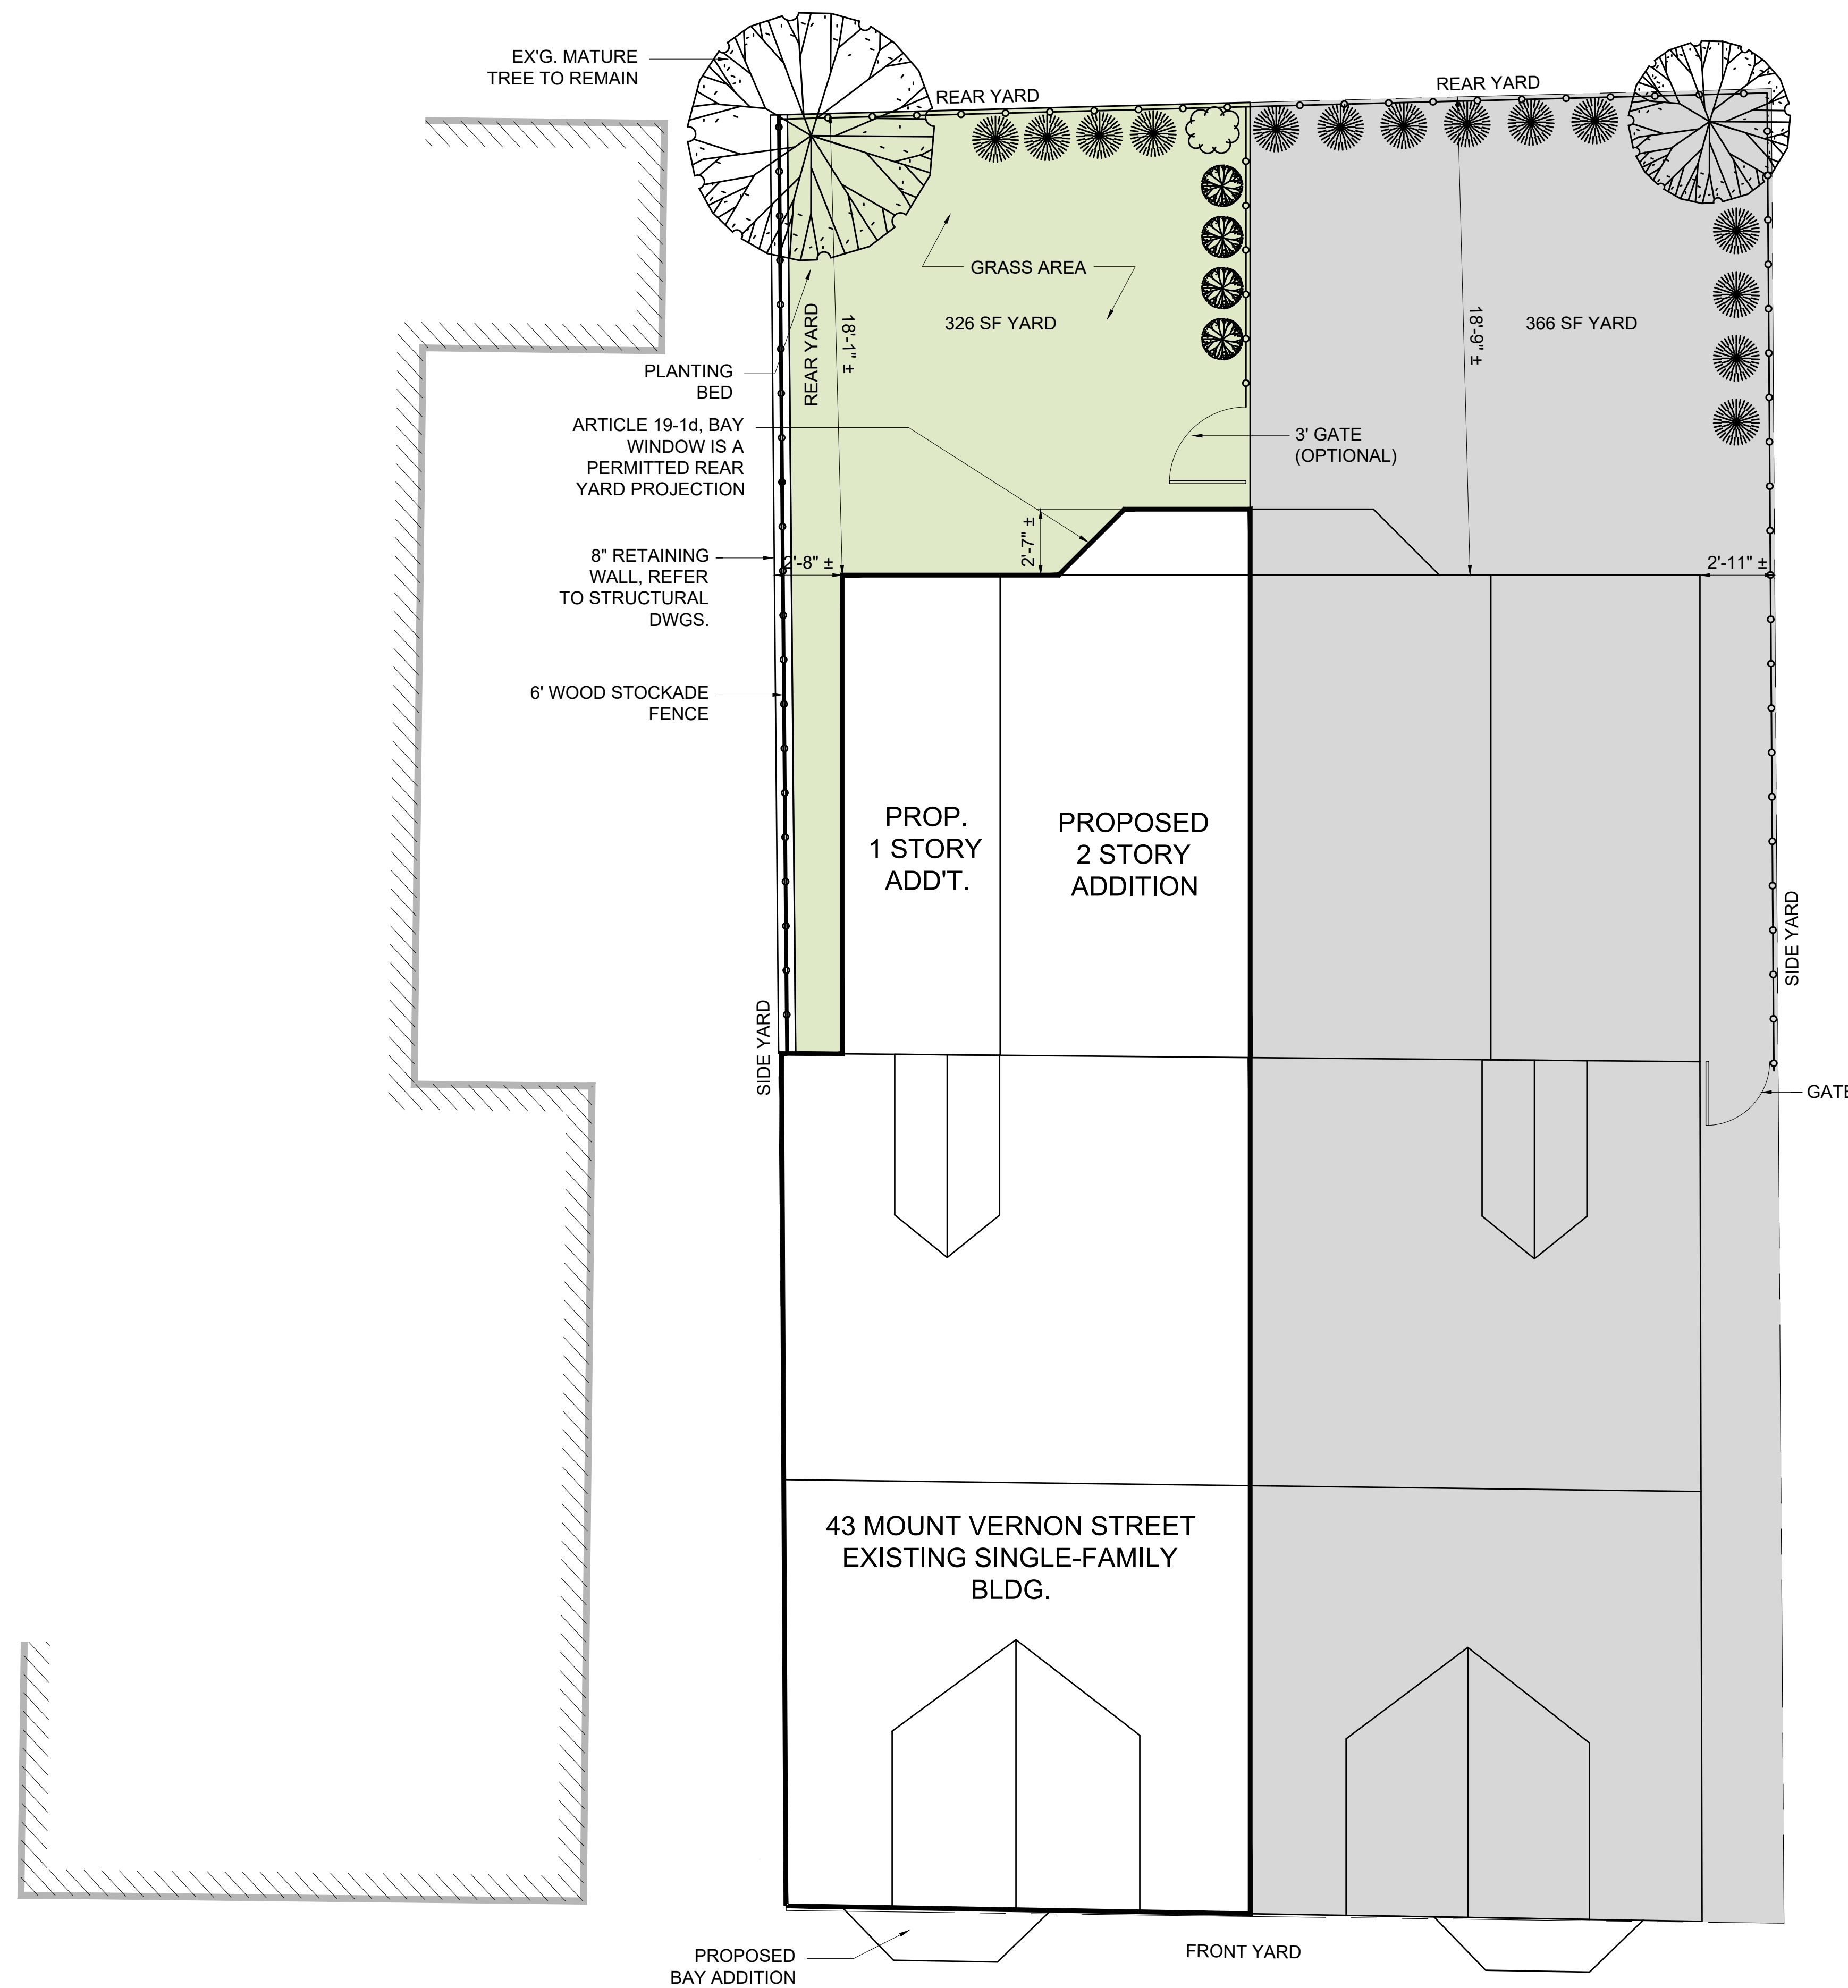 EX'G. MATURE
TREE TO REMAIN
REAR YARD
REAR YARD
GRASS AREA
326 SF YARD
366 SF YARD
REAR YARD
18'-1" ±
18'-9" ±
PLANTING
BED
ARTICLE 19-1d, BAY
WINDOW IS A
PERMITTED REAR
YARD PROJECTION
3' GATE
(OPTIONAL)
8" RETAINING
WALL, REFER
TO STRUCTURAL
DWGS.
2'-8" ±
2'-7" ±
2'-11" ±
6' WOOD STOCKADE
FENCE
PROP.
1 STORY
ADD'T.
PROPOSED
2 STORY
ADDITION
SIDE YARD
SIDE YARD
GATE
43 MOUNT VERNON STREET
EXISTING SINGLE-FAMILY
BLDG.
PROPOSED
BAY ADDITION
FRONT YARD